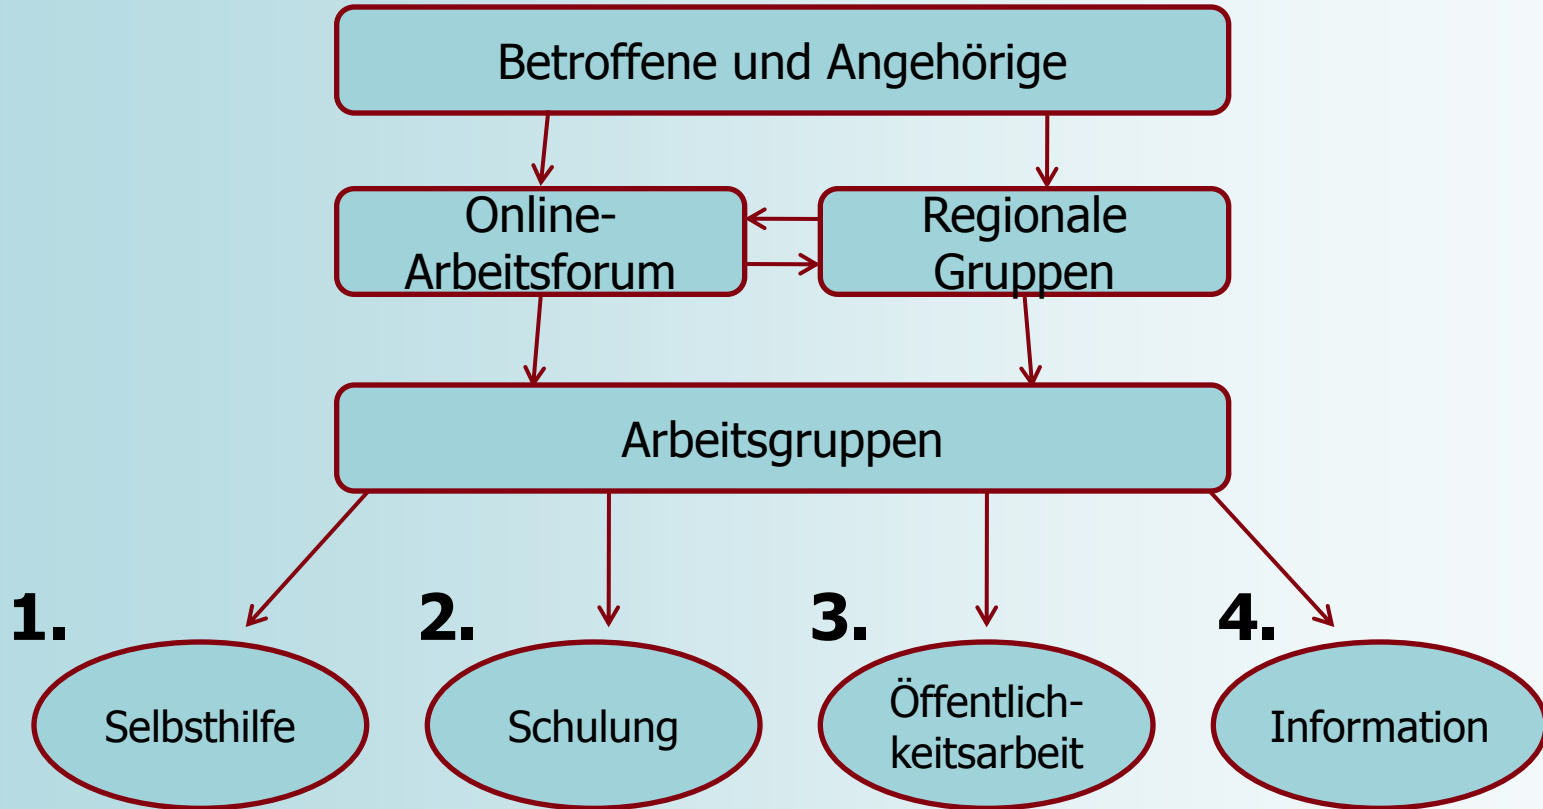 Betroffene und Angehörige
Online-
Arbeitsforum
Regionale
Gruppen
Arbeitsgruppen
1.
Selbsthilfe
2.
Schulung
3.
Öffentlich-
keitsarbeit
4.
Information